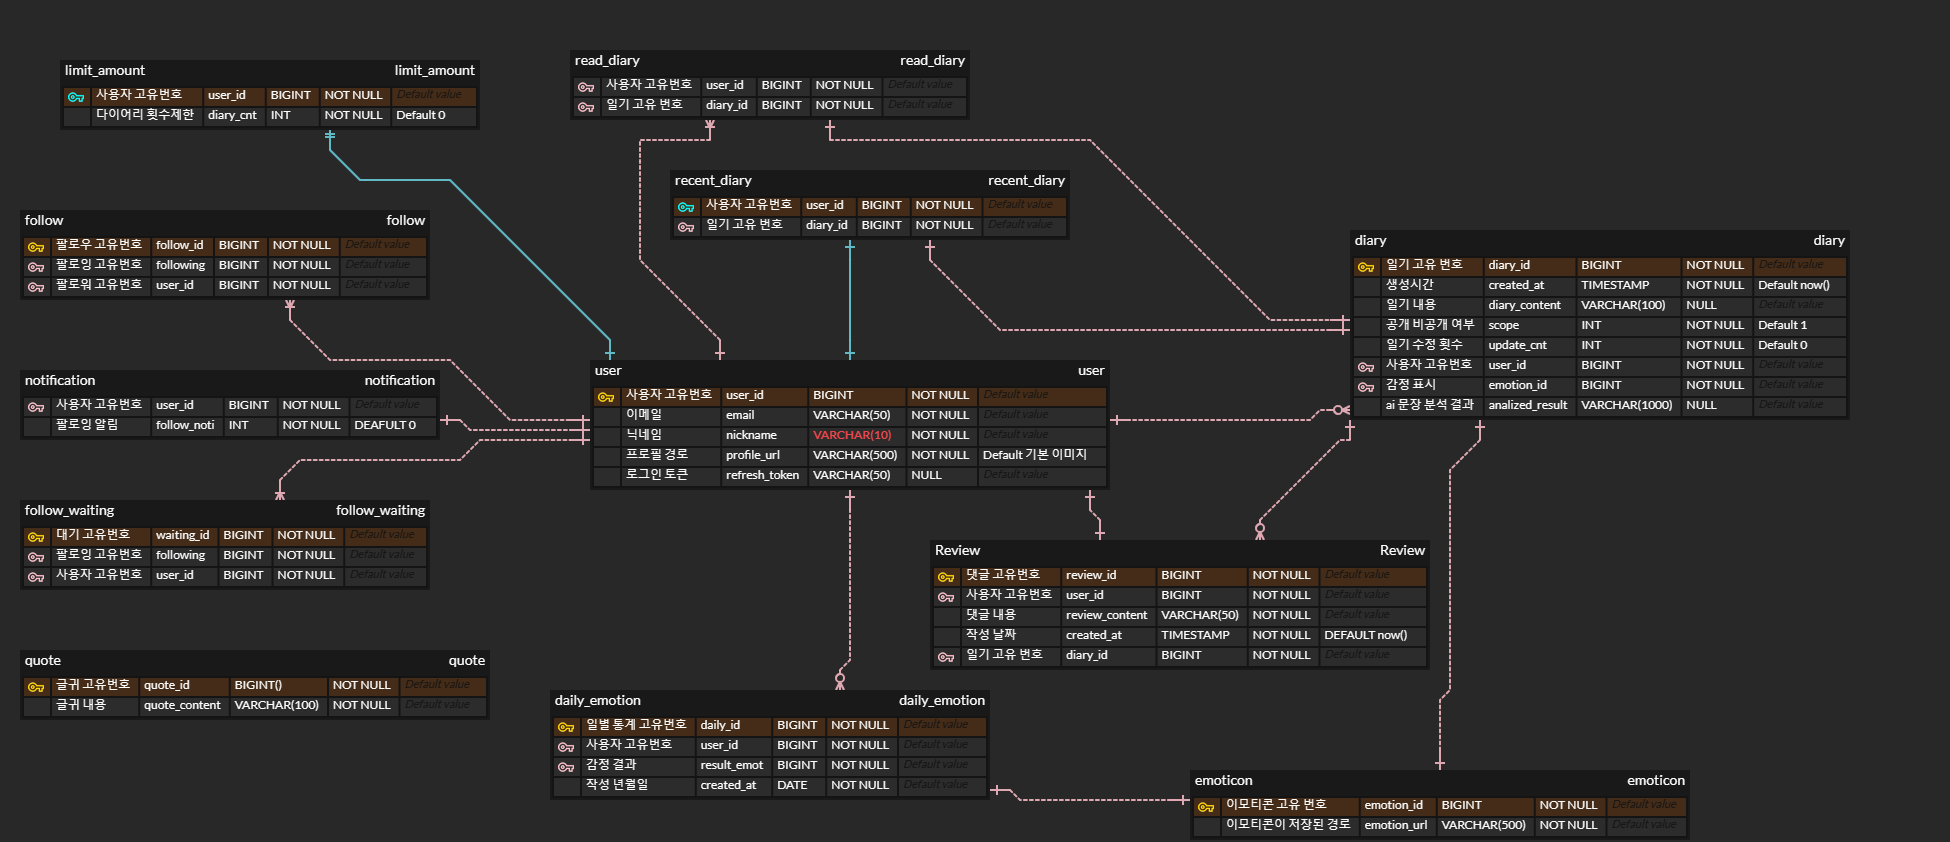 limit_amount limit_amount
사용자 고유번호 user_id BIGINT NOT NULL Default value
다이어리 횟수제한 diary_cnt INT NOT NULL Default 0
read_diary read_diary
사용자 고유번호 user_id BIGINT NOT NULL Default value
일기 고유 번호 diary_id BIGINT NOT NULL Default value
recent_diary recent_diary
사용자 고유번호 user_id BIGINT NOT NULL Default value
일기 고유 번호 diary_id BIGINT NOT NULL Default value
follow follow
팔로우 고유번호 follow_id BIGINT NOT NULL Default value
팔로잉 고유번호 following BIGINT NOT NULL Default value
팔로워 고유번호 user_id BIGINT NOT NULL Default value
diary diary
일기 고유 번호 diary_id BIGINT NOT NULL Default value
생성시간 created_at TIMESTAMP NOT NULL Default now()
일기 내용 diary_content VARCHAR(100) NULL Default value
공개 비공개 여부 scope INT NOT NULL Default 1
일기 수정 횟수 update_cnt INT NOT NULL Default 0
사용자 고유번호 user_id BIGINT NOT NULL Default value
감정 표시 emotion_id BIGINT NOT NULL Default value
ai 문장 분석 결과 analized_result VARCHAR(1000) NULL Default value
notification notification
사용자 고유번호 user_id BIGINT NOT NULL Default value
팔로잉 알림 follow_noti INT NOT NULL DEAFULT 0
user user
사용자 고유번호 user_id BIGINT NOT NULL Default value
이메일 email VARCHAR(50) NOT NULL Default value
닉네임 nickname VARCHAR(10) NOT NULL Default value
프로필 경로 profile_url VARCHAR(500) NOT NULL Default 기본 이미지
로그인 토큰 refresh_token VARCHAR(50) NULL Default value
follow_waiting follow_waiting
대기 고유번호 waiting_id BIGINT NOT NULL Default value
팔로잉 고유번호 following BIGINT NOT NULL Default value
사용자 고유번호 user_id BIGINT NOT NULL Default value
Review Review
댓글 고유번호 review_id BIGINT NOT NULL Default value
사용자 고유번호 user_id BIGINT NOT NULL Default value
댓글 내용 review_content VARCHAR(50) NOT NULL Default value
작성 날짜 created_at TIMESTAMP NOT NULL DEFAULT now()
일기 고유 번호 diary_id BIGINT NOT NULL Default value
quote quote
글귀 고유번호 quote_id BIGINT() NOT NULL Default value
글귀 내용 quote_content VARCHAR(100) NOT NULL Default value
daily_emotion daily_emotion
일별 통계 고유번호 daily_id BIGINT NOT NULL Default value
사용자 고유번호 user_id BIGINT NOT NULL Default value
감정 결과 result_emot BIGINT NOT NULL Default value
작성 년월일 created_at DATE NOT NULL Default value
emoticon emoticon
이모티콘 고유 번호 emotion_id BIGINT NOT NULL Default value
이모티콘이 저장된 경로 emotion_url VARCHAR(500) NOT NULL Default value